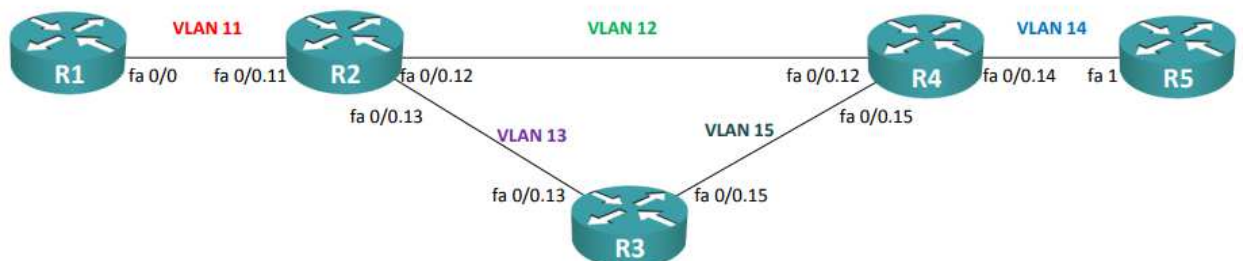 VLAN 11
VLAN 12
VLAN 14
R1
fa 0/0
fa 0/0.11
R2
fa 0/0.12
fa 0/0.12
R4
fa 0/0.14
fa 1
R5
fa 0/0.13
fa 0/0.15
VLAN 13
VLAN 15
fa 0/0.13
fa 0/0.15
R3